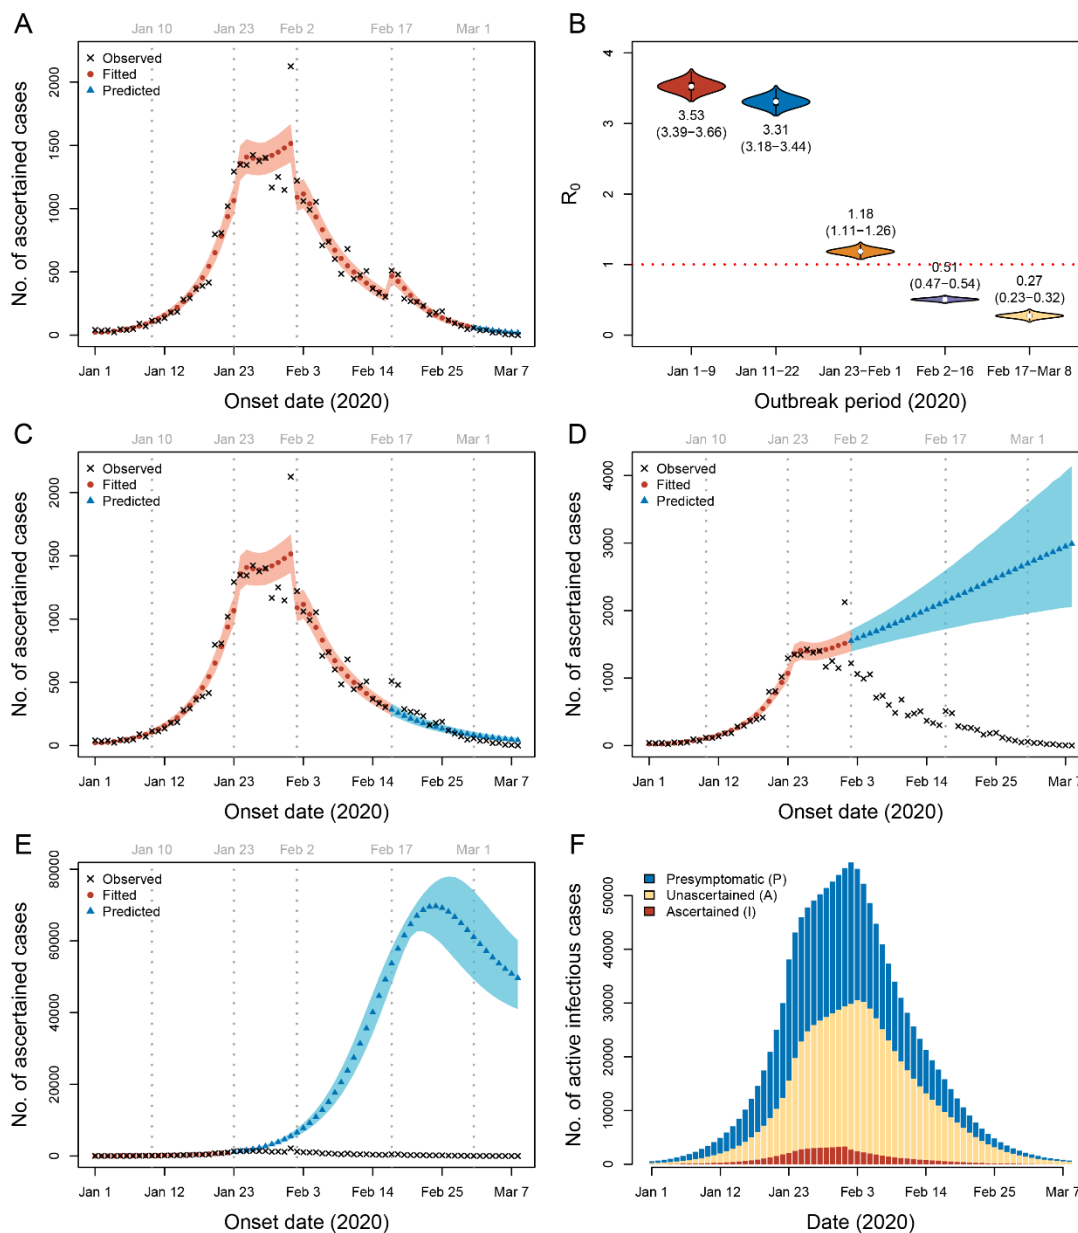 A
Jan 10 Jan 23 Feb 2 Feb 17 Mar 1
Observed
Fitted
Predicted
No. of ascertained cases
2000
1500
1000
500
0
Jan 1 Jan 12 Jan 23 Feb 3 Feb 14 Feb 25 Mar 7
Onset date (2020)
B
R0
4
3
2
1
0
3.53
(3.39−3.66)
3.31
(3.18−3.44)
1.18
(1.11−1.26)
0.51
(0.47−0.54)
0.27
(0.23−0.32)
Jan 1−9 Jan 11−22 Jan 23−Feb 1 Feb 2−16 Feb 17−Mar 8
Outbreak period (2020)
C
Jan 10 Jan 23 Feb 2 Feb 17 Mar 1
Observed
Fitted
Predicted
No. of ascertained cases
2000
1500
1000
500
0
Jan 1 Jan 12 Jan 23 Feb 3 Feb 14 Feb 25 Mar 7
Onset date (2020)
D
Jan 10 Jan 23 Feb 2 Feb 17 Mar 1
Observed
Fitted
Predicted
No. of ascertained cases
4000
3000
2000
1000
0
Jan 1 Jan 12 Jan 23 Feb 3 Feb 14 Feb 25 Mar 7
Onset date (2020)
E
Jan 10 Jan 23 Feb 2 Feb 17 Mar 1
Observed
Fitted
Predicted
No. of ascertained cases
80000
60000
40000
20000
0
Jan 1 Jan 12 Jan 23 Feb 3 Feb 14 Feb 25 Mar 7
Onset date (2020)
F
Presymptomatic (P)
Unascertained (A)
Ascertained (I)
No. of active infectious cases
50000
40000
30000
20000
10000
0
Jan 1 Jan 12 Jan 23 Feb 3 Feb 14 Feb 25 Mar 7
Date (2020)